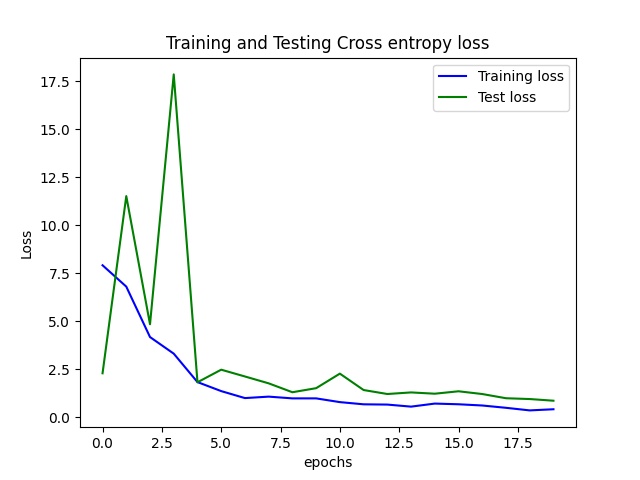 Training and Testing Cross entropy loss
Training loss
Test loss
17.5
15.0
12.5
10.0
7.5
5.0
2.5
0.0
Loss
0.0 2.5 5.0 7.5 10.0 12.5 15.0 17.5
epochs